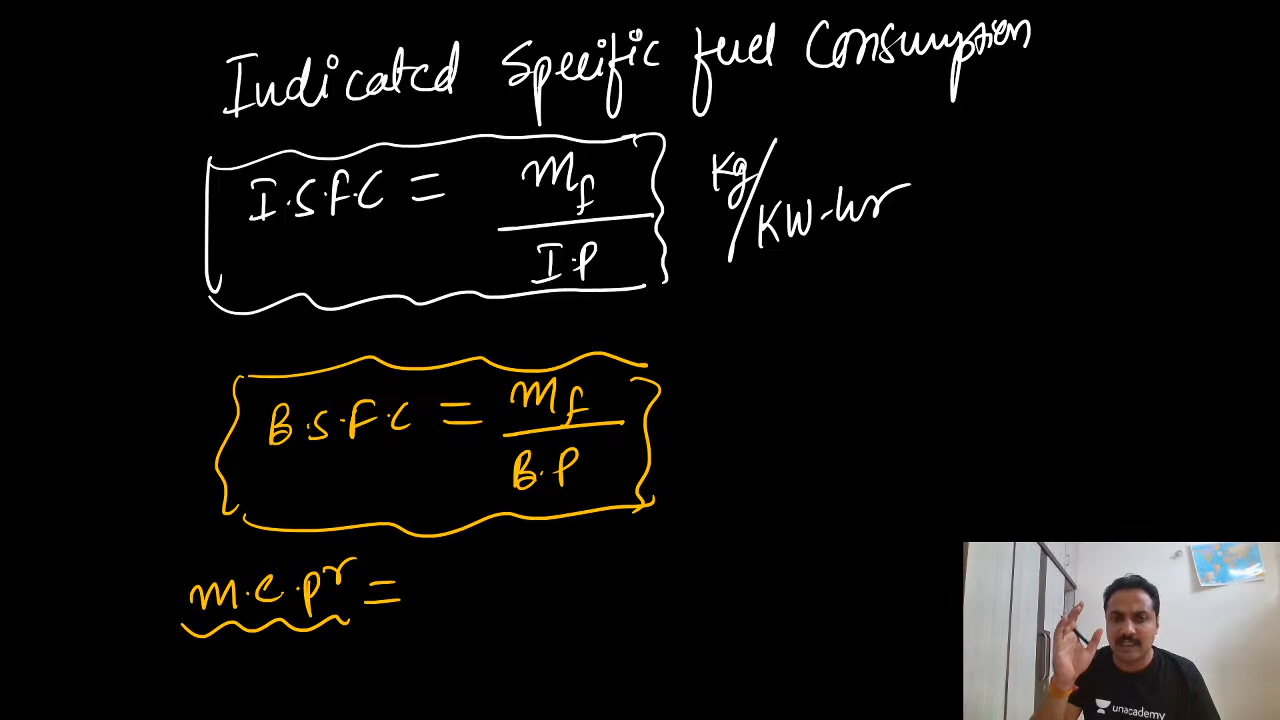 Indicated Specific fuel Consumption
I.S.F.C = mf / I.P Kg/KW-hr
B.S.F.C = mf / B.P
m.e.pr =
unacademy